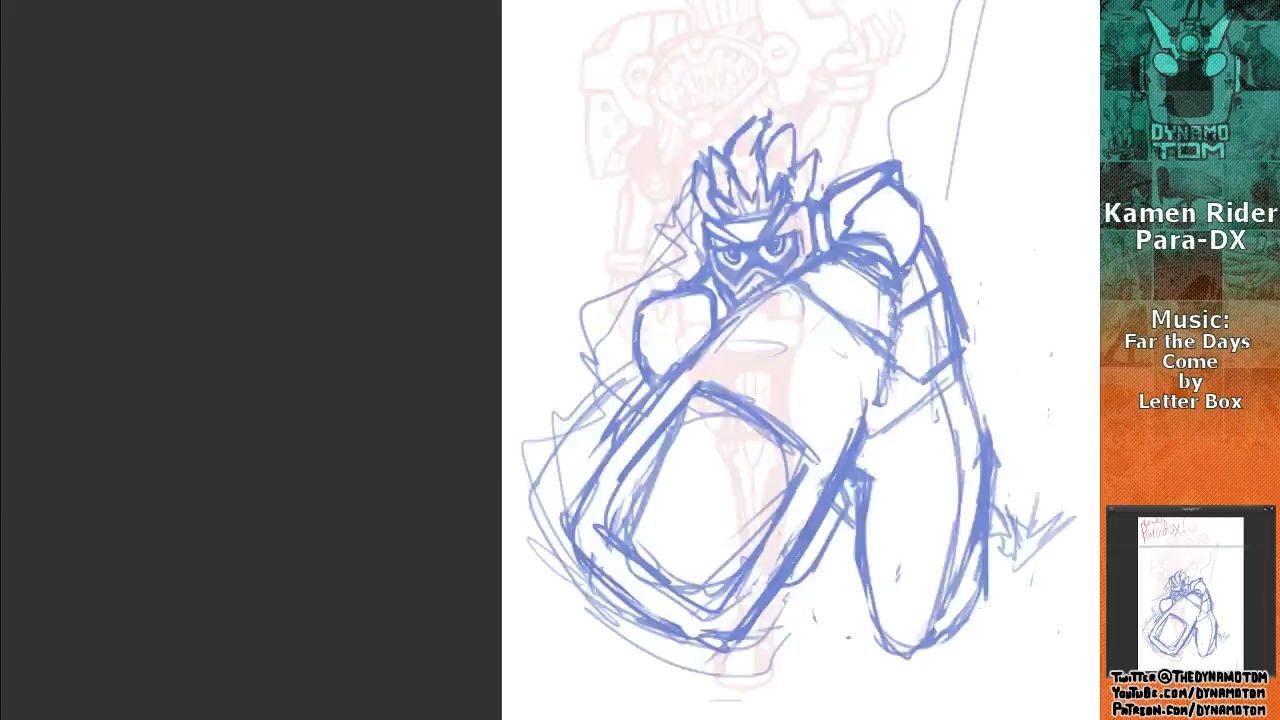 DYNAMO
TOM
Kamen Rider
Para-DX
Music:
Far the Days
Come
by
Letter Box
Paradox!
TWITTER@THEDYNAMOTOM
YOUTUBE.COM/DYNAMOTOM
PATREON.COM/DYNAMOTOM